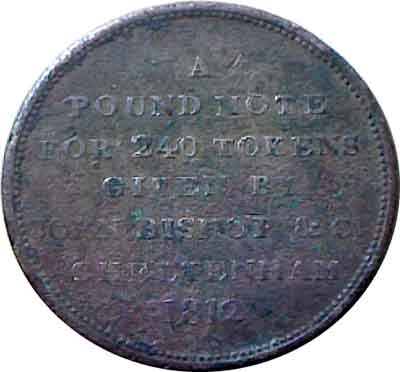 A
POUND NOTE
FOR 240 TOKENS
GIVEN BY
JOHN BISHOP & Co
CHELTENHAM
1812